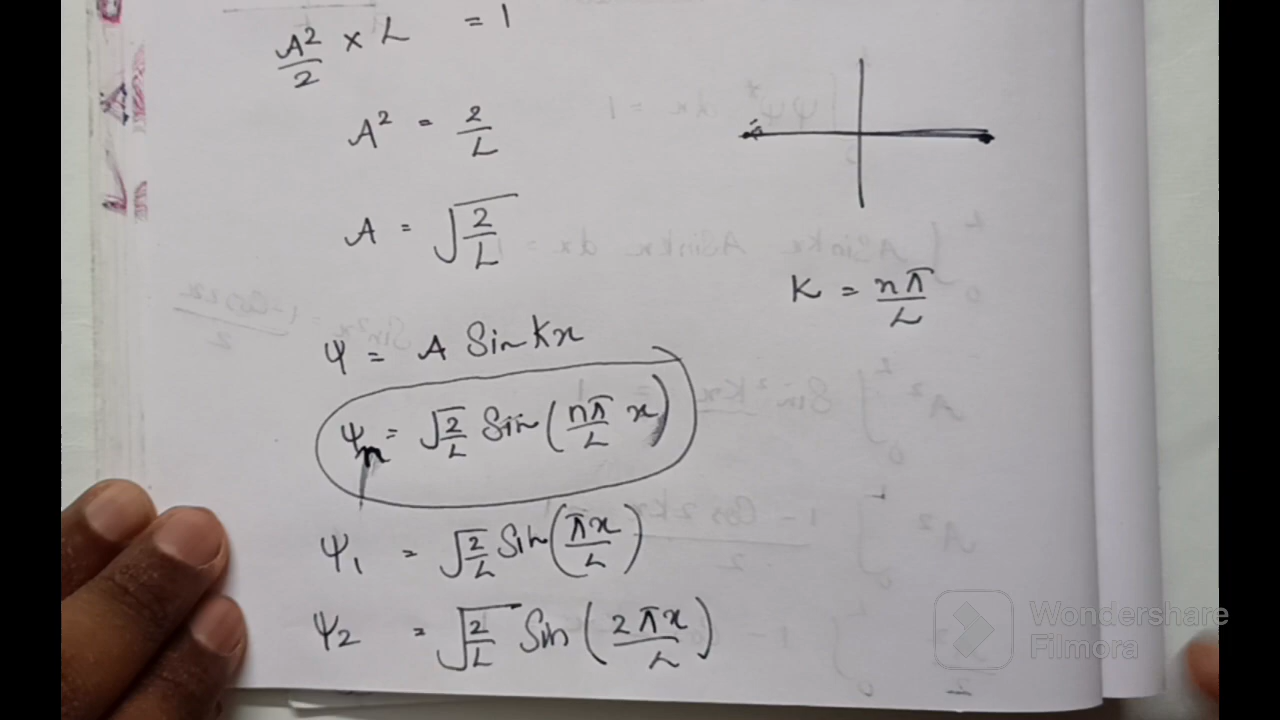 A²/2 × L = 1
A² = 2/L
A = √(2/L)
K = nπ/L
ψ = A Sin Kx
ψn = √(2/L) Sin (nπ/L x)
ψ1 = √(2/L) Sin (πx/L)
ψ2 = √(2/L) Sin (2πx/L)
Wondershare
Filmora